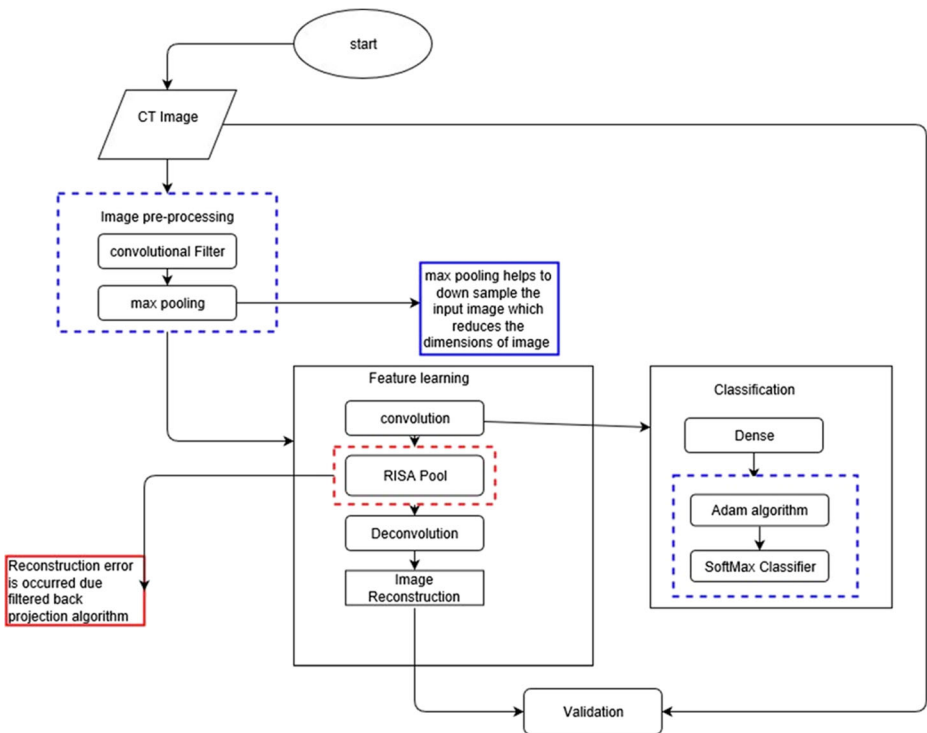 start
CT Image
Image pre-processing
convolutional Filter
max pooling
max pooling helps to
down sample the
input image which
reduces the
dimensions of image
Feature learning
convolution
RISA Pool
Deconvolution
Image
Reconstruction
Classification
Dense
Adam algorithm
SoftMax Classifier
Reconstruction error
is occurred due
filtered back
projection algorithm
Validation